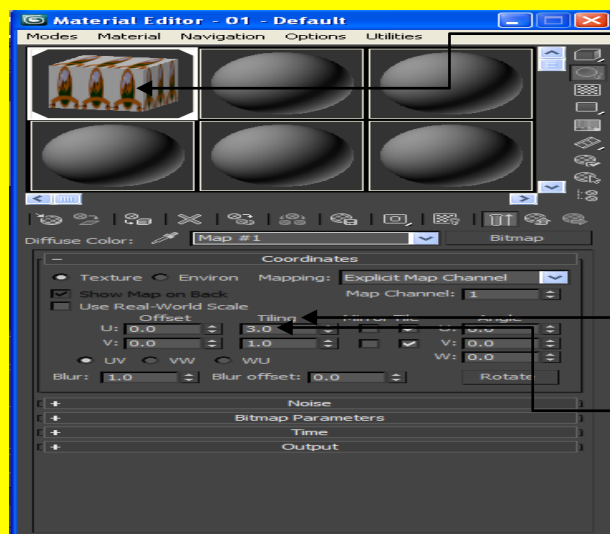 Material Editor - 01 - Default
Modes Material Navigation Options Utilities
Diffuse Color: Map #1 Bitmap
Coordinates
Texture Environ Mapping: Explicit Map Channel
Show Map on Back Map Channel: 1
Use Real-World Scale
Offset Tiling Mirror Tile Angle
U: 0.0 3.0 U: 0.0
V: 0.0 1.0 V: 0.0
UV VW WU W: 0.0
Blur: 1.0 Blur offset: 0.0 Rotate
Noise
Bitmap Parameters
Time
Output